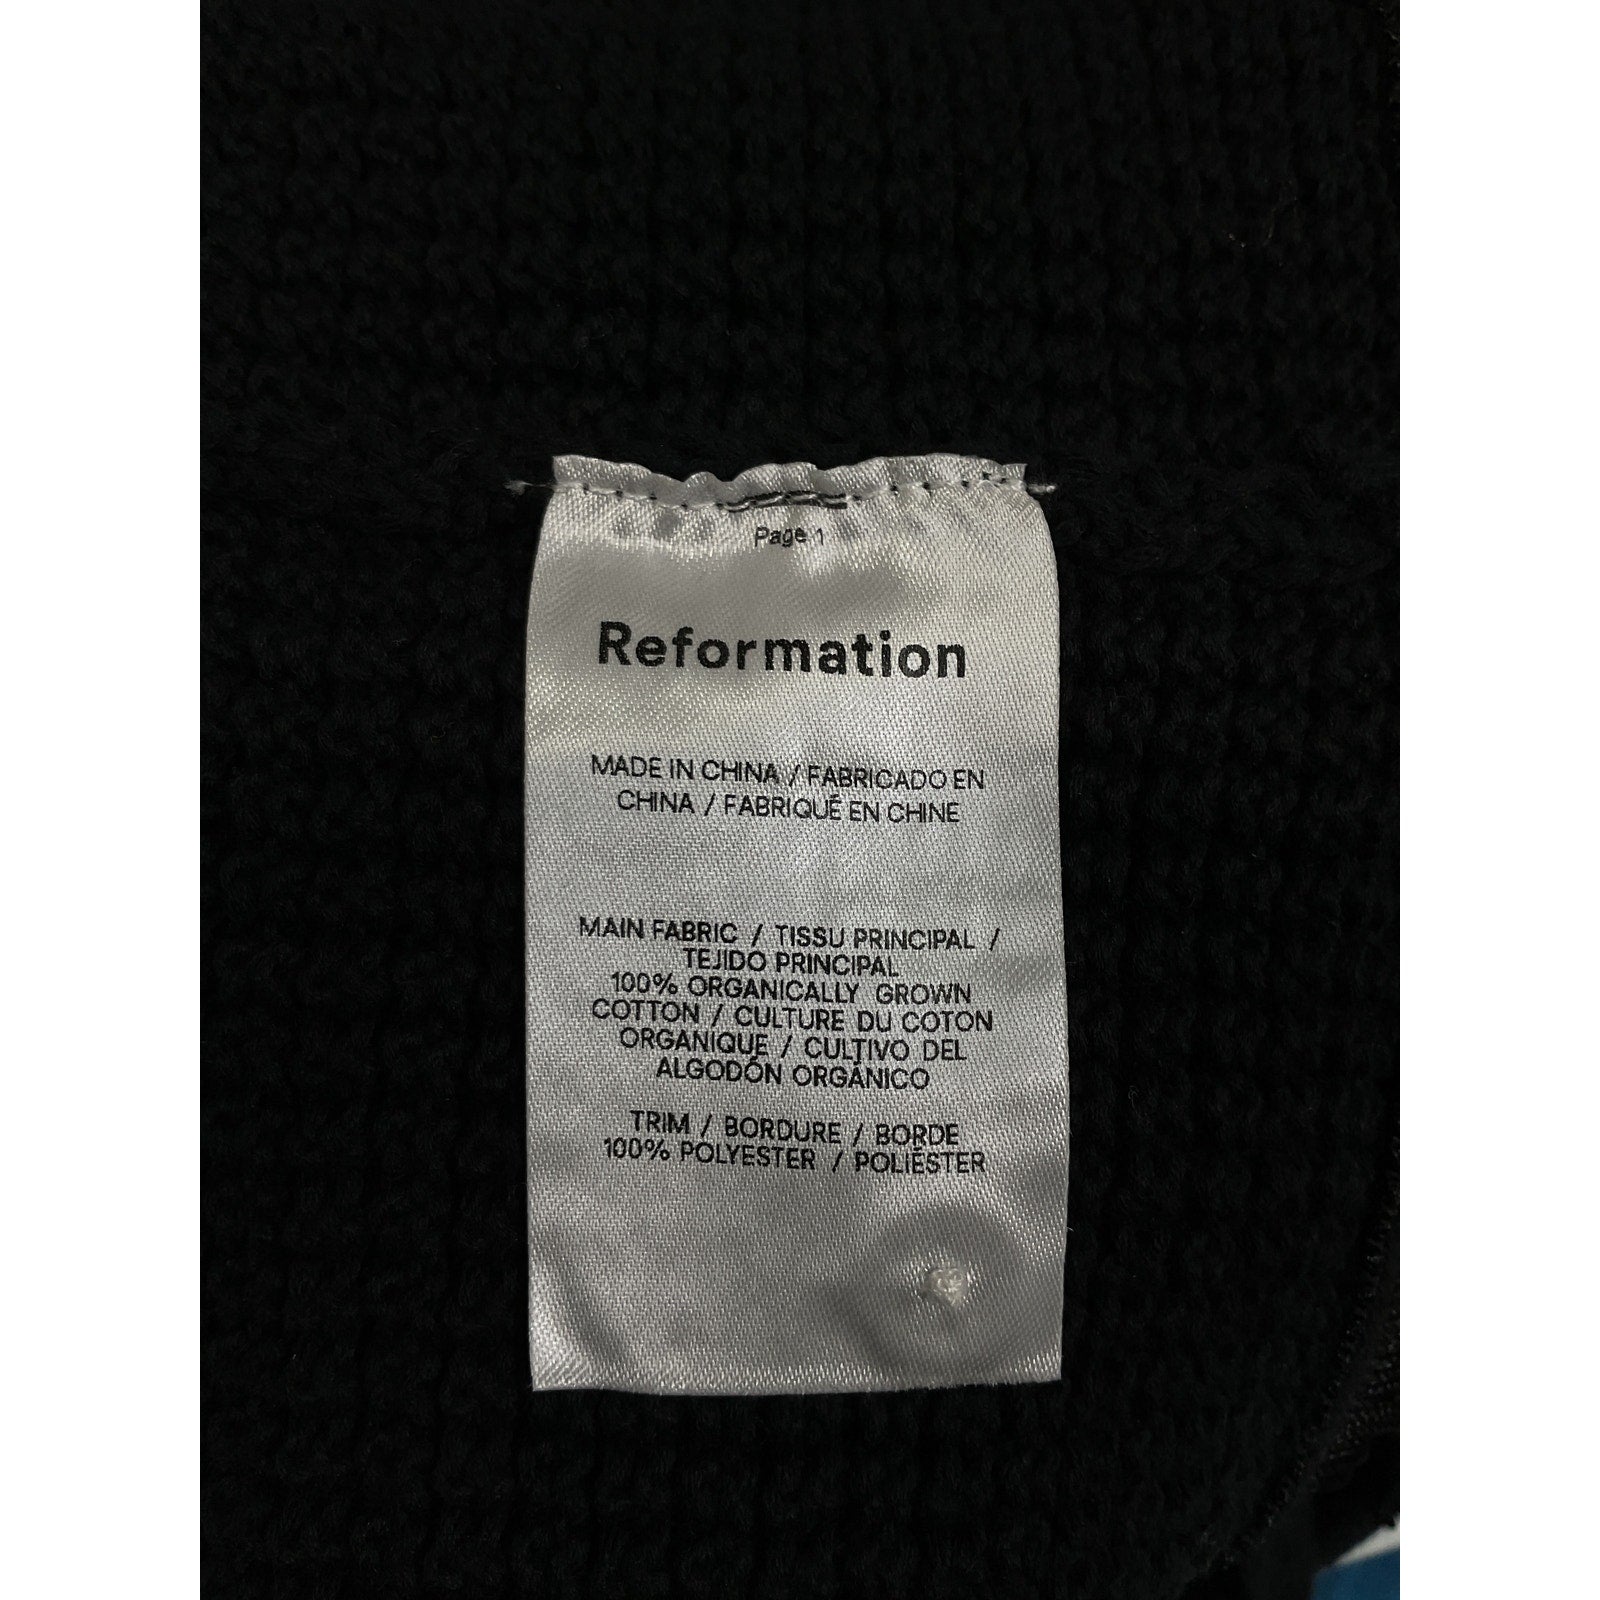 Page 1
Reformation
MADE IN CHINA / FABRICADO EN
CHINA / FABRIQUÉ EN CHINE
MAIN FABRIC / TISSU PRINCIPAL /
TEJIDO PRINCIPAL
100% ORGANICALLY GROWN
COTTON / CULTURE DU COTON
ORGANIQUE / CULTIVO DEL
ALGODÓN ORGÁNICO
TRIM / BORDURE / BORDE
100% POLYESTER / POLIÉSTER